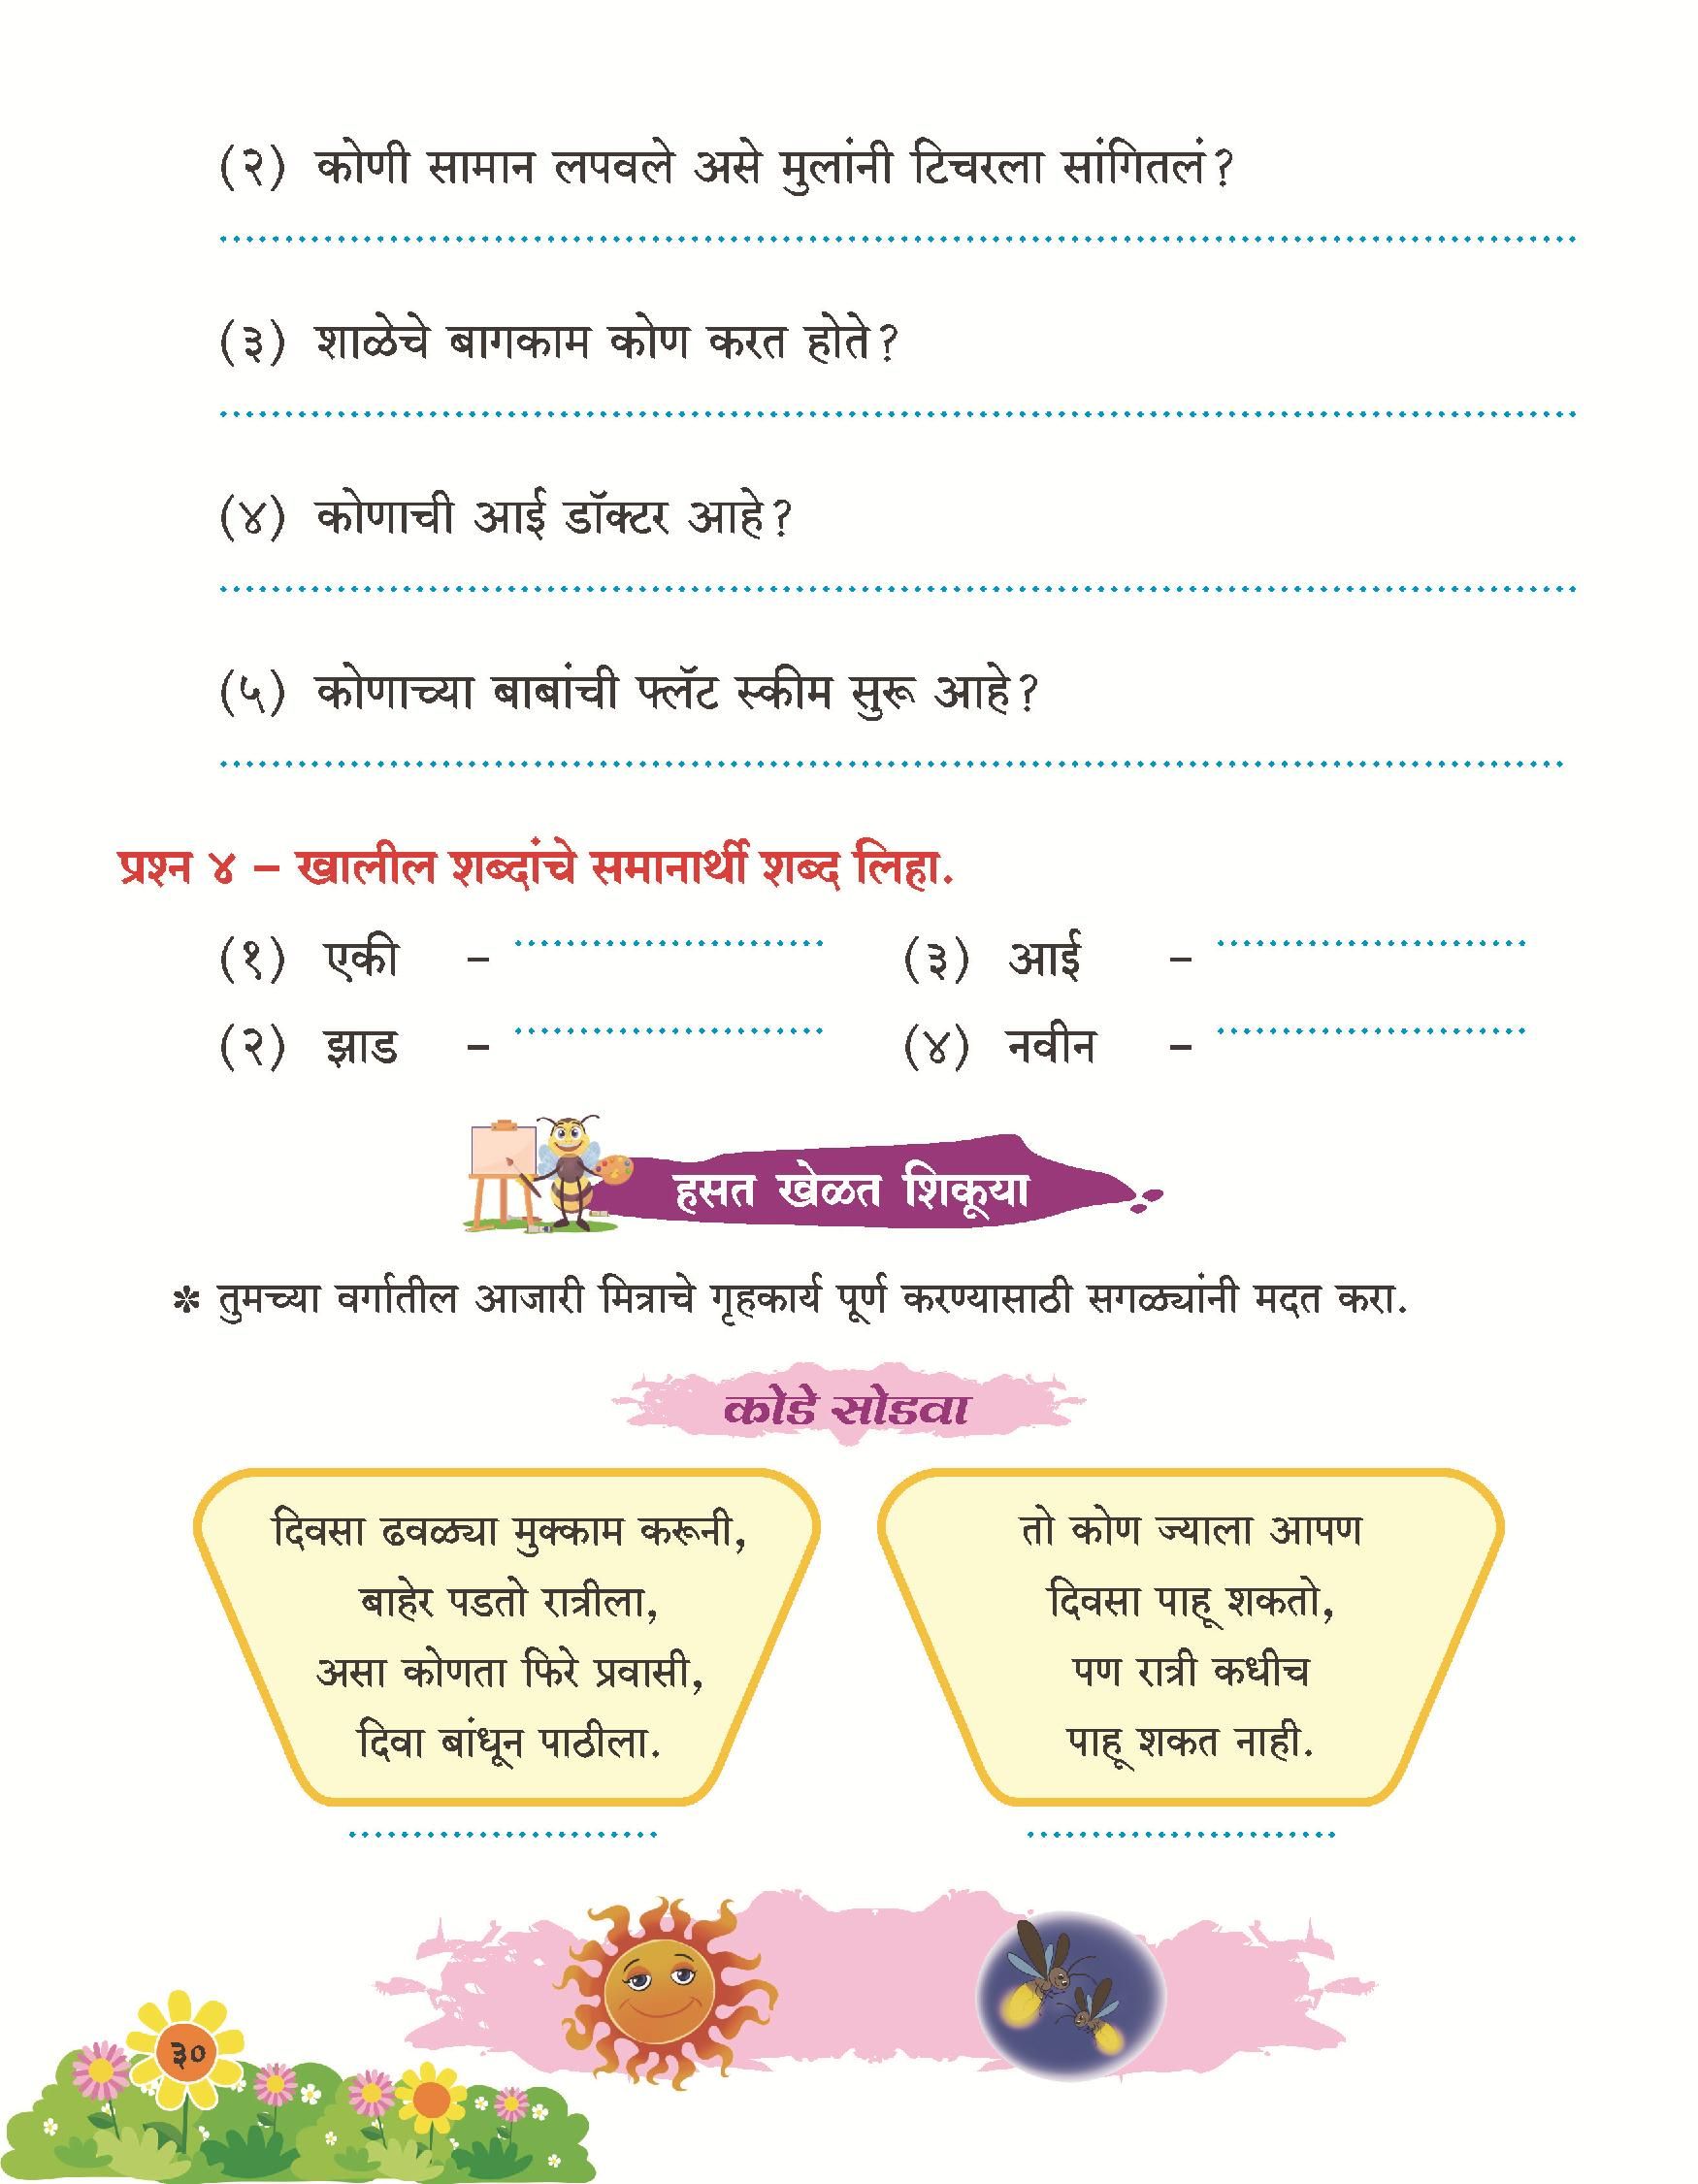 (२) कोणी सामान लपवले असे मुलांनी टिचरला सांगितलं?
(३) शाळेचे बागकाम कोण करत होते?
(४) कोणाची आई डॉक्टर आहे?
(५) कोणाच्या बाबांची फ्लॅट स्कीम सुरू आहे?
प्रश्न ४ – खालील शब्दांचे समानार्थी शब्द लिहा.
(१) एकी – (३) आई –
(२) झाड – (४) नवीन –
हसत खेळत शिकूया
✽ तुमच्या वर्गातील आजारी मित्राचे गृहकार्य पूर्ण करण्यासाठी सगळ्यांनी मदत करा.
कोडे सोडवा
दिवसा ढवळ्या मुक्काम करूनी,
बाहेर पडतो रात्रीला,
असा कोणता फिरे प्रवासी,
दिवा बांधून पाठीला.
तो कोण ज्याला आपण
दिवसा पाहू शकतो,
पण रात्री कधीच
पाहू शकत नाही.
३०